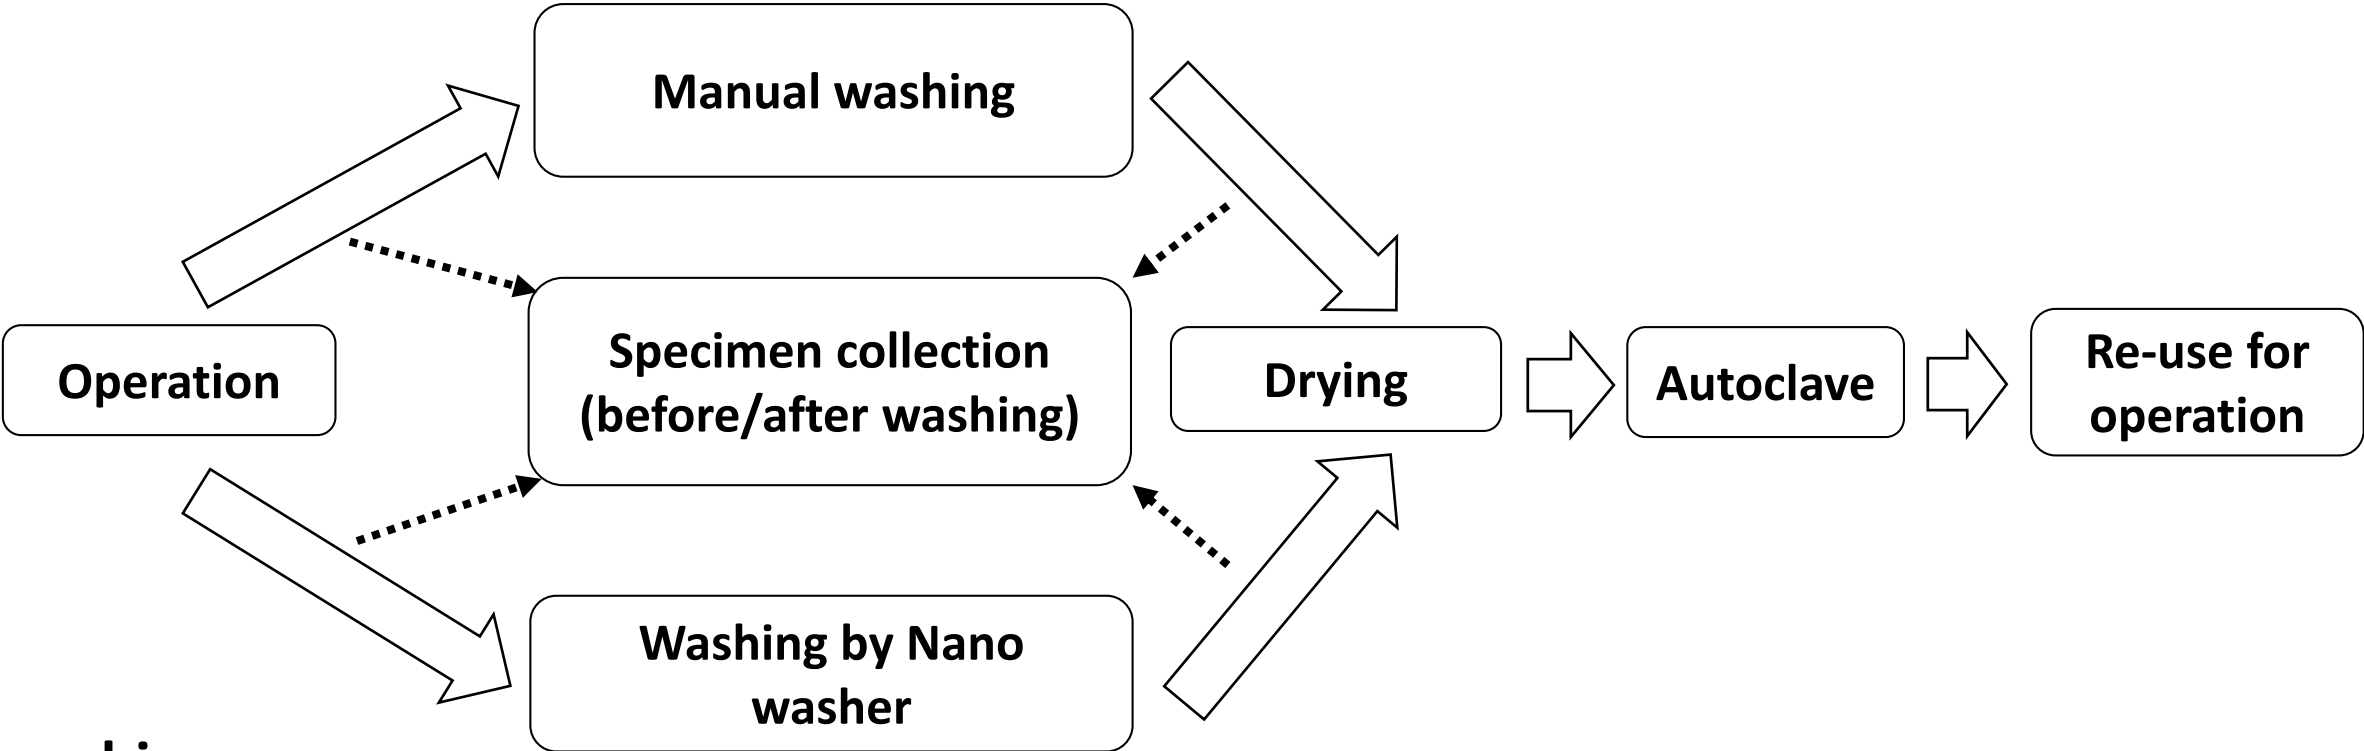 Manual washing
Operation
Specimen collection
(before/after washing)
Drying
Autoclave
Re-use for
operation
Washing by Nano
washer